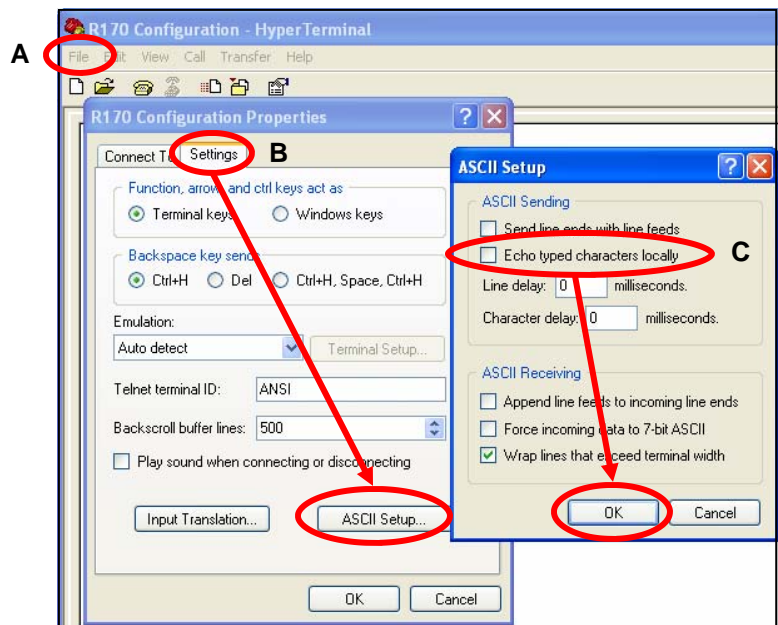 R170 Configuration - HyperTerminal
A
File Edit View Call Transfer Help
R170 Configuration Properties
Connect To Settings
B
Function, arrow, and ctrl keys act as
Terminal keys Windows keys
Backspace key sends
Ctrl+H Del Ctrl+H, Space, Ctrl+H
Emulation:
Auto detect Terminal Setup...
Telnet terminal ID: ANSI
Backscroll buffer lines: 500
Play sound when connecting or disconnecting
Input Translation... ASCII Setup...
OK Cancel
ASCII Setup
ASCII Sending
Send line ends with line feeds
Echo typed characters locally
C
Line delay: 0 milliseconds.
Character delay: 0 milliseconds.
ASCII Receiving
Append line feeds to incoming line ends
Force incoming data to 7-bit ASCII
Wrap lines that exceed terminal width
OK Cancel